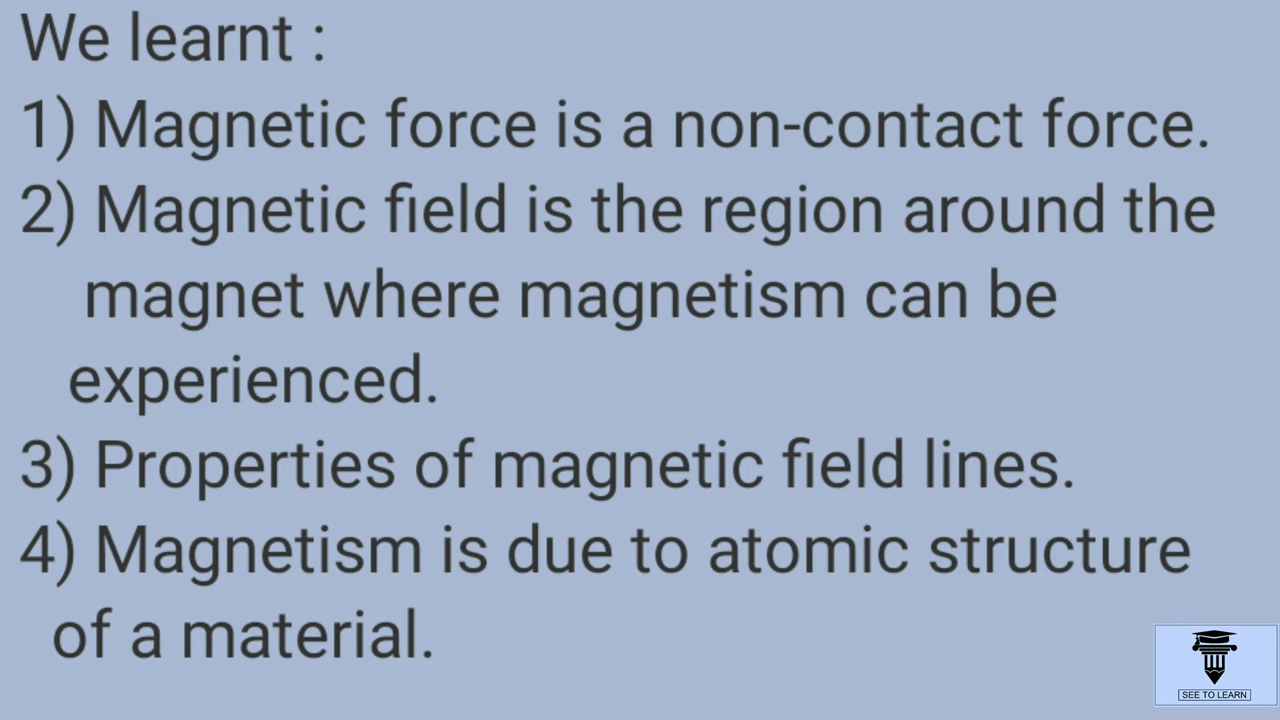 We learnt :
1) Magnetic force is a non-contact force.
2) Magnetic field is the region around the
magnet where magnetism can be
experienced.
3) Properties of magnetic field lines.
4) Magnetism is due to atomic structure
of a material.
SEE TO LEARN